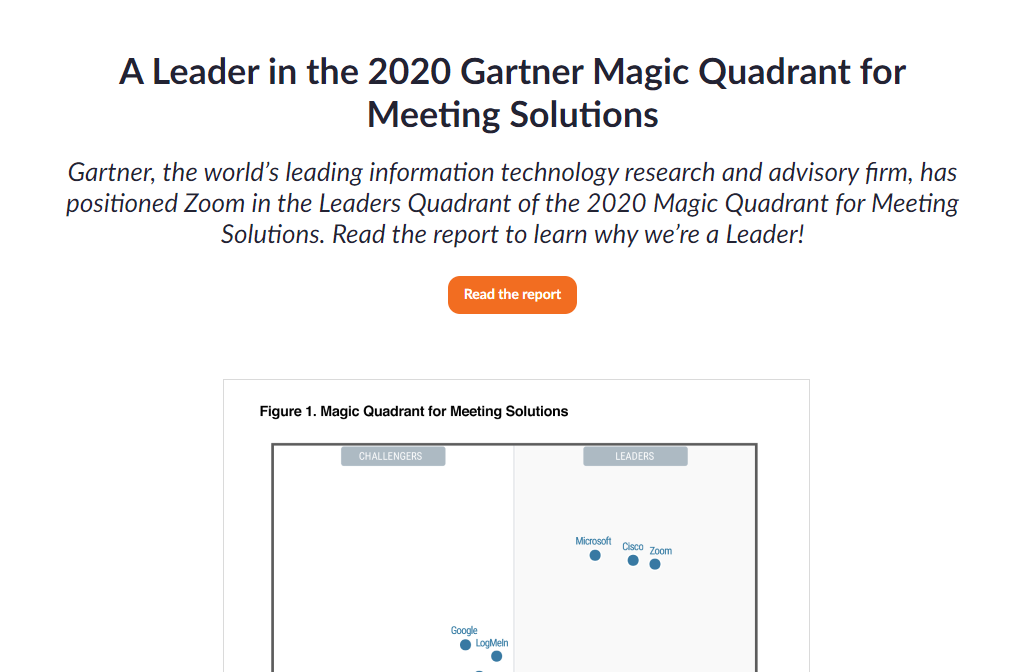 A Leader in the 2020 Gartner Magic Quadrant for
Meeting Solutions
Gartner, the world's leading information technology research and advisory firm, has
positioned Zoom in the Leaders Quadrant of the 2020 Magic Quadrant for Meeting
Solutions. Read the report to learn why we're a Leader!
Read the report
Figure 1. Magic Quadrant for Meeting Solutions
CHALLENGERS
LEADERS
Microsoft
Cisco
Zoom
Google
LogMeIn